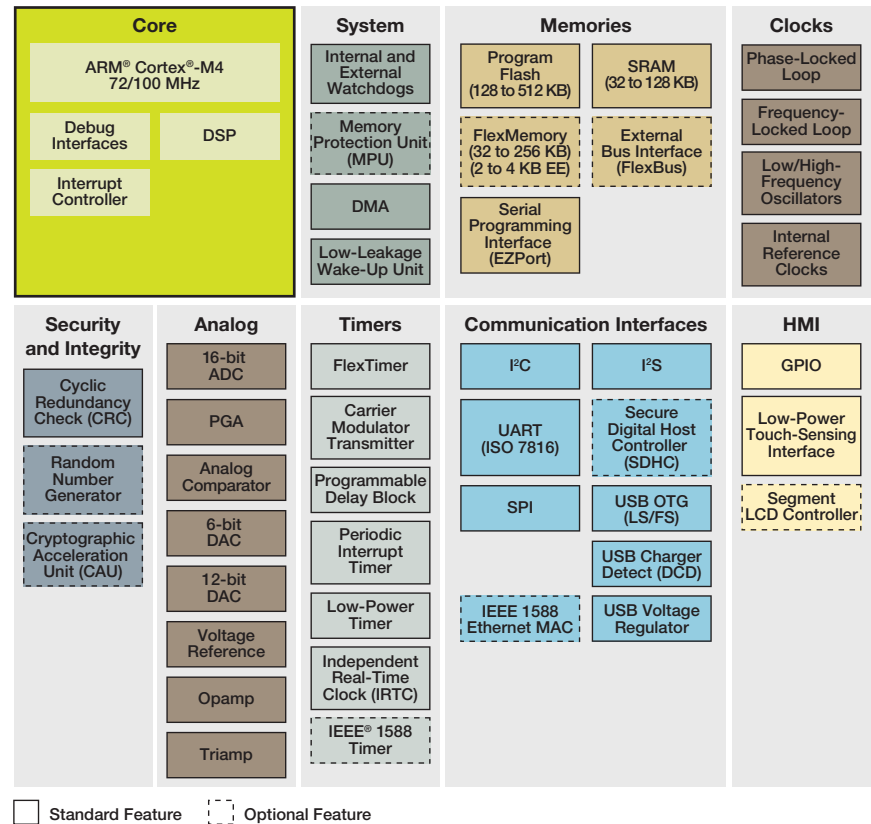 Core
ARM® Cortex®-M4
72/100 MHz
Debug
Interfaces
DSP
Interrupt
Controller
System
Internal and
External
Watchdogs
Memory
Protection Unit
(MPU)
DMA
Low-Leakage
Wake-Up Unit
Memories
Program
Flash
(128 to 512 KB)
SRAM
(32 to 128 KB)
FlexMemory
(32 to 256 KB)
(2 to 4 KB EE)
External
Bus Interface
(FlexBus)
Serial
Programming
Interface
(EZPort)
Clocks
Phase-Locked
Loop
Frequency-
Locked Loop
Low/High-
Frequency
Oscillators
Internal
Reference
Clocks
Security
and Integrity
Cyclic
Redundancy
Check (CRC)
Random
Number
Generator
Cryptographic
Acceleration
Unit (CAU)
Analog
16-bit
ADC
PGA
Analog
Comparator
6-bit
DAC
12-bit
DAC
Voltage
Reference
Opamp
Triamp
Timers
FlexTimer
Carrier
Modulator
Transmitter
Programmable
Delay Block
Periodic
Interrupt
Timer
Low-Power
Timer
Independent
Real-Time
Clock (IRTC)
IEEE® 1588
Timer
Communication Interfaces
I²C
I²S
UART
(ISO 7816)
Secure
Digital Host
Controller
(SDHC)
SPI
USB OTG
(LS/FS)
USB Charger
Detect (DCD)
IEEE 1588
Ethernet MAC
USB Voltage
Regulator
HMI
GPIO
Low-Power
Touch-Sensing
Interface
Segment
LCD Controller
Standard Feature
Optional Feature